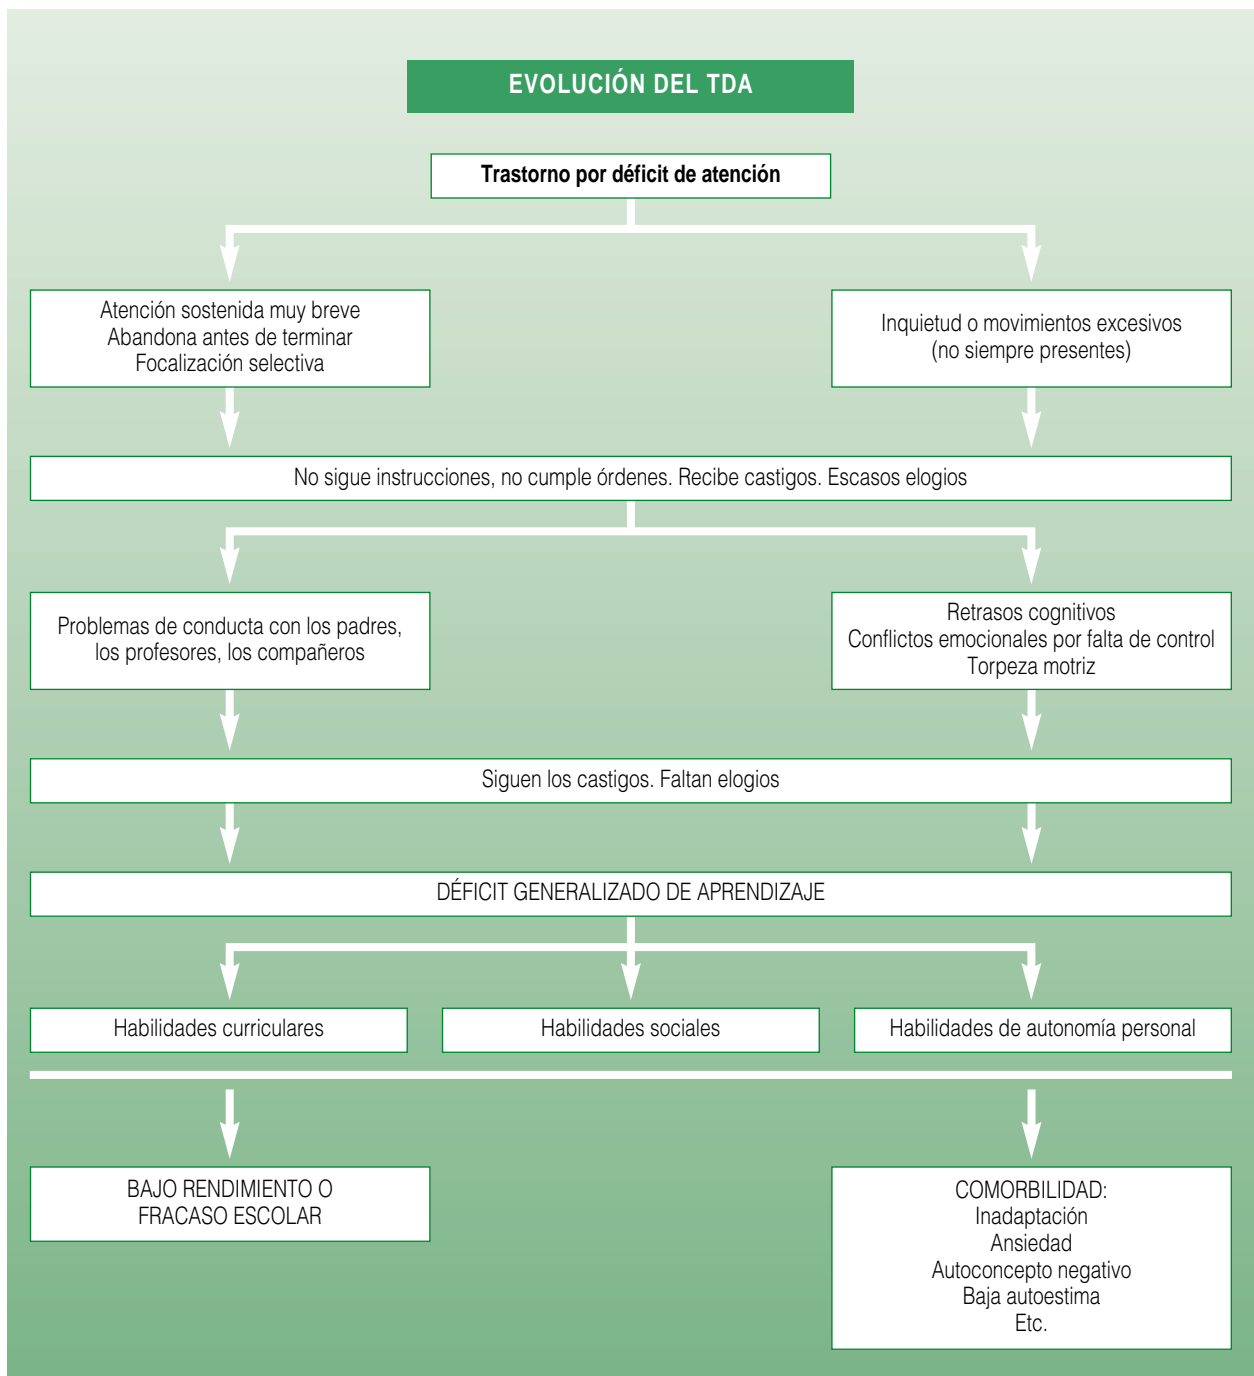 EVOLUCIÓN DEL TDA
Trastorno por déficit de atención
Atención sostenida muy breve
Abandona antes de terminar
Focalización selectiva
Inquietud o movimientos excesivos
(no siempre presentes)
No sigue instrucciones, no cumple órdenes. Recibe castigos. Escasos elogios
Problemas de conducta con los padres,
los profesores, los compañeros
Retrasos cognitivos
Conflictos emocionales por falta de control
Torpeza motriz
Siguen los castigos. Faltan elogios
DÉFICIT GENERALIZADO DE APRENDIZAJE
Habilidades curriculares
Habilidades sociales
Habilidades de autonomía personal
BAJO RENDIMIENTO O
FRACASO ESCOLAR
COMORBILIDAD:
Inadaptación
Ansiedad
Autoconcepto negativo
Baja autoestima
Etc.